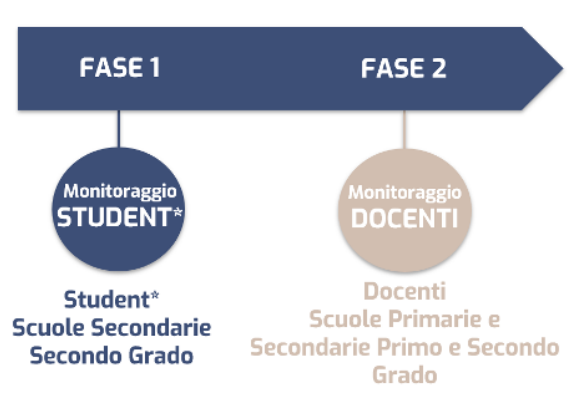 FASE 1
FASE 2
Monitoraggio
STUDENT*
Monitoraggio
DOCENTI
Student*
Scuole Secondarie
Secondo Grado
Docenti
Scuole Primarie e
Secondarie Primo e Secondo
Grado